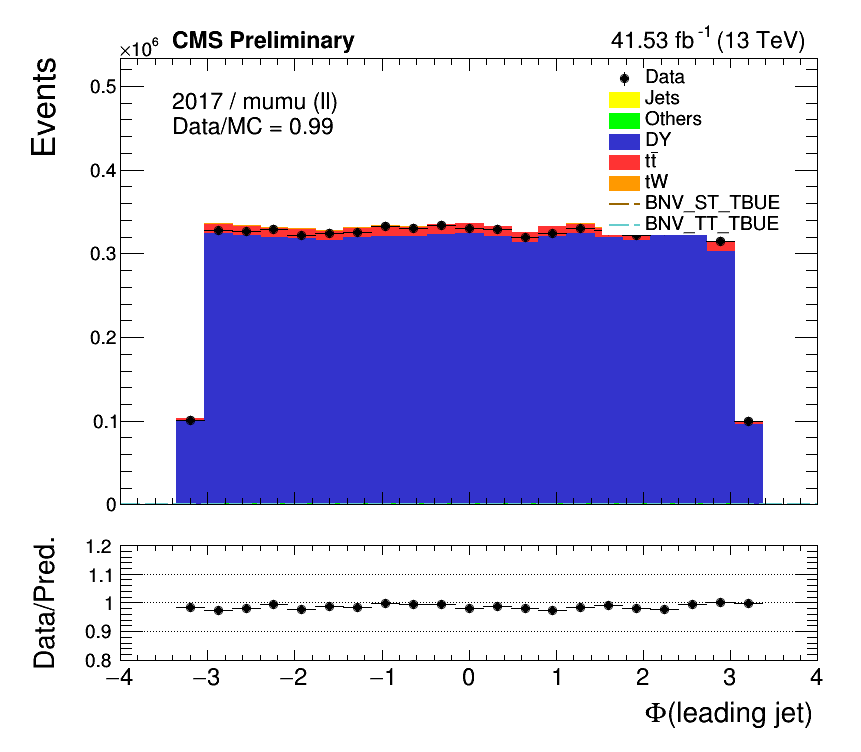 ×10⁶ CMS Preliminary 41.53 fb⁻¹ (13 TeV)
Events
2017 / mumu (ll)
Data/MC = 0.99
Data
Jets
Others
DY
tt̄
tW
BNV_ST_TBUE
BNV_TT_TBUE
0.5
0.4
0.3
0.2
0.1
0
Data/Pred.
1.2
1.1
1
0.9
0.8
−4 −3 −2 −1 0 1 2 3 4
Φ(leading jet)